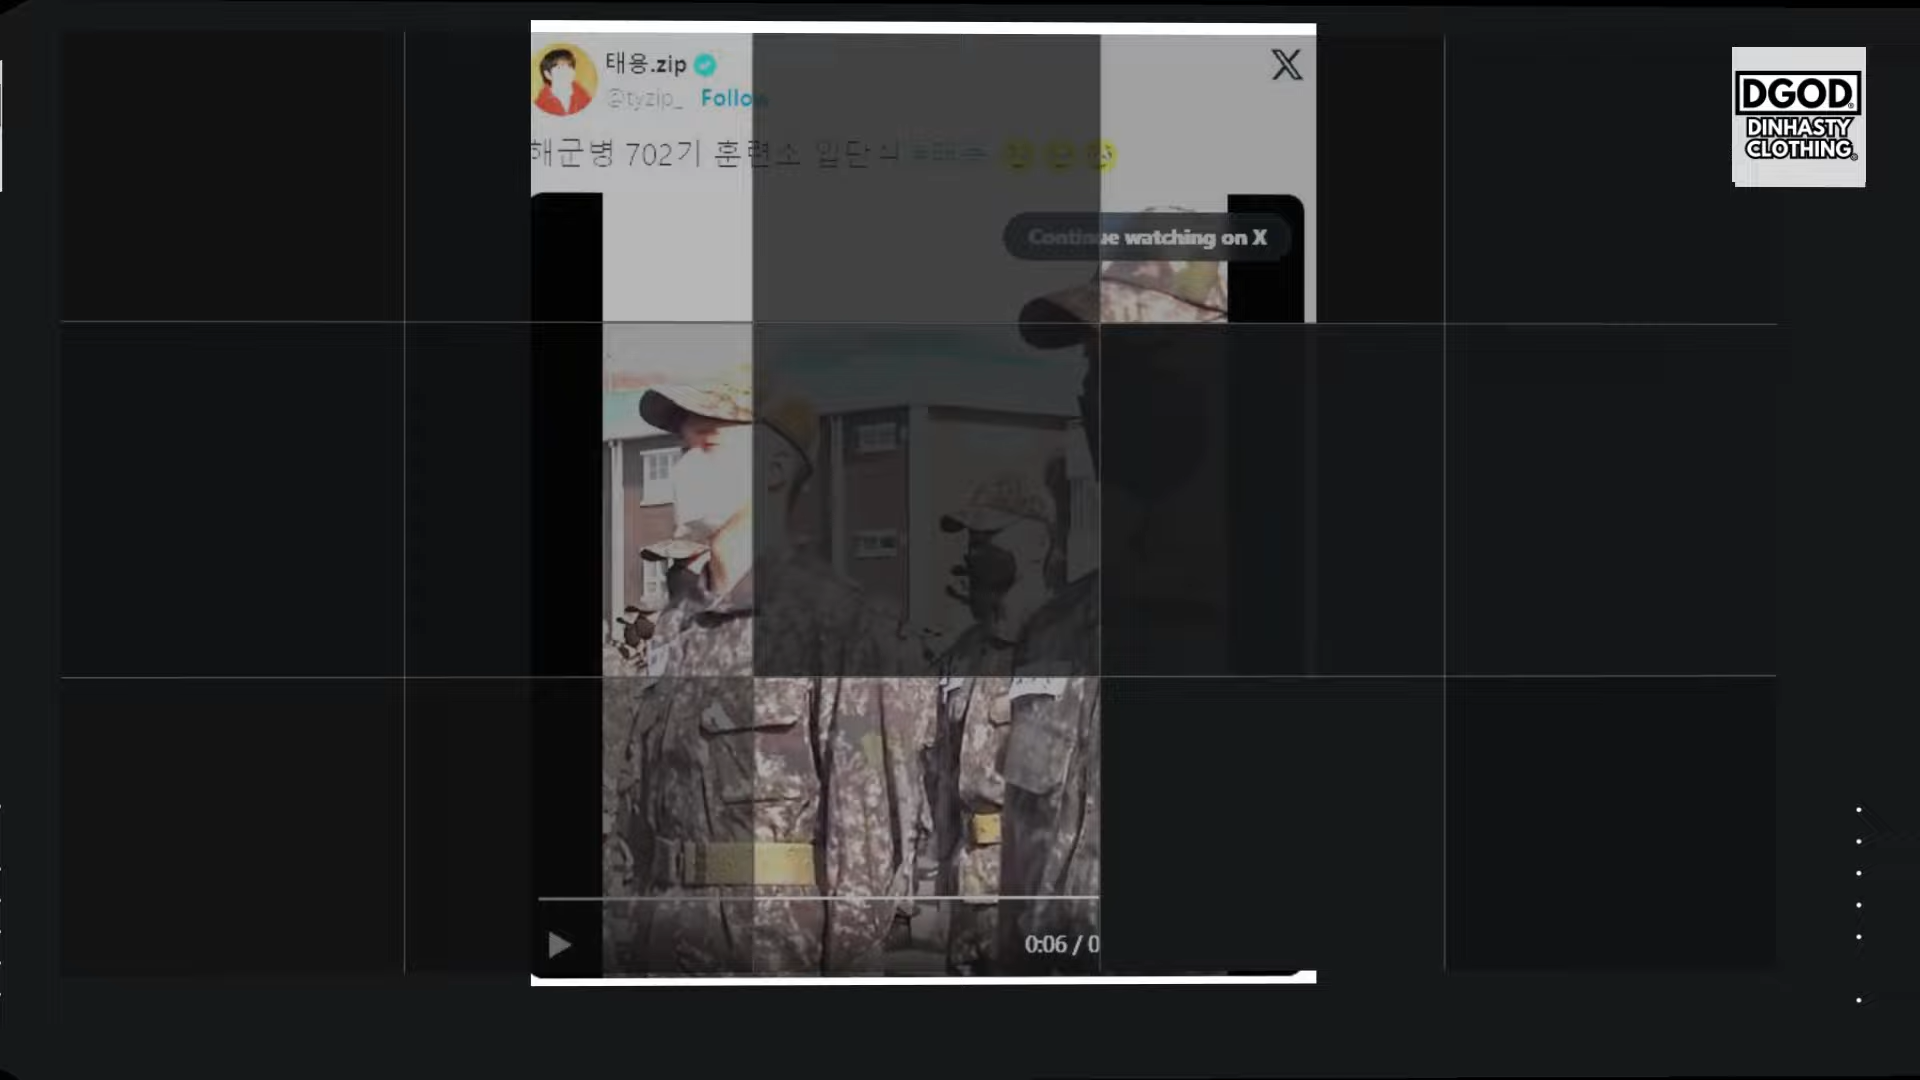 태용.zip
@tyzip_ Follow
해군병 702기 훈련소 입단식
Continue watching on X
0:06 / 0
DGOD
DINHASTY
CLOTHING